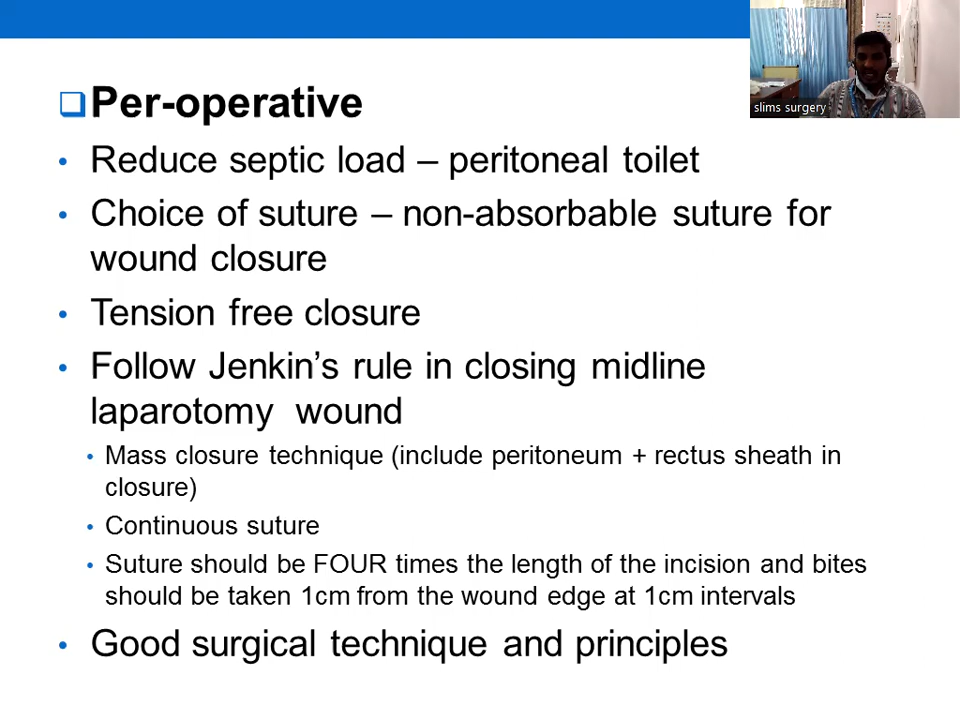 slims surgery
Per-operative
• Reduce septic load – peritoneal toilet
• Choice of suture – non-absorbable suture for
wound closure
• Tension free closure
• Follow Jenkin’s rule in closing midline
laparotomy wound
• Mass closure technique (include peritoneum + rectus sheath in
closure)
• Continuous suture
• Suture should be FOUR times the length of the incision and bites
should be taken 1cm from the wound edge at 1cm intervals
• Good surgical technique and principles